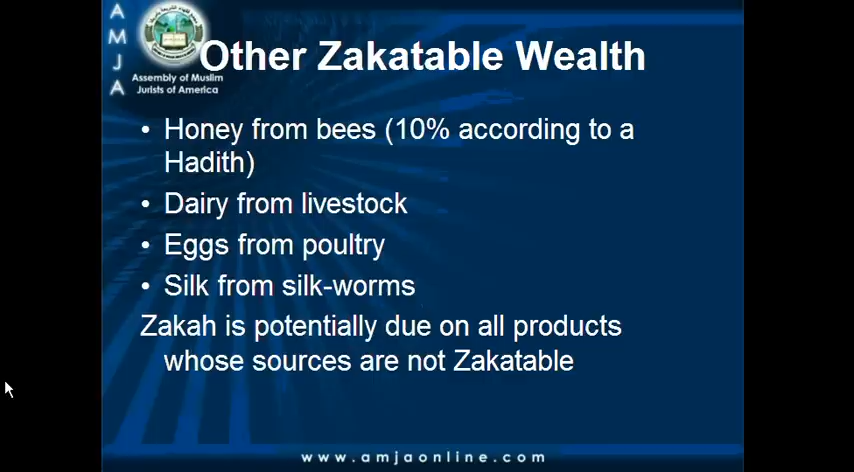 A
M
J
A
Assembly of Muslim
Jurists of America
Other Zakatable Wealth
• Honey from bees (10% according to a
Hadith)
• Dairy from livestock
• Eggs from poultry
• Silk from silk-worms
Zakah is potentially due on all products
whose sources are not Zakatable
www.amjaonline.com